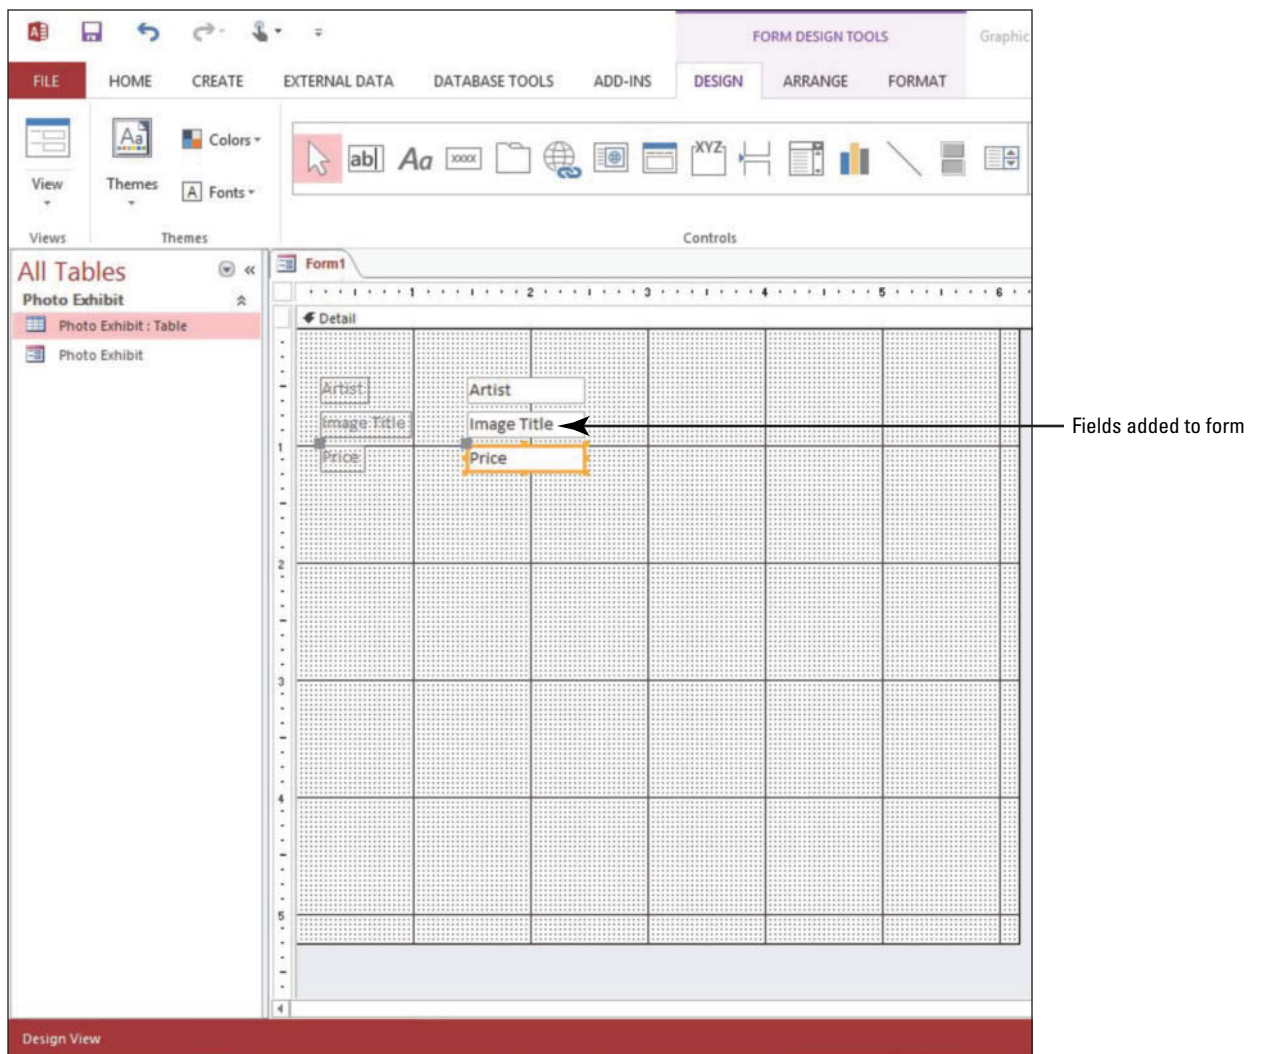 FORM DESIGN TOOLS Graphic
FILE HOME CREATE EXTERNAL DATA DATABASE TOOLS ADD-INS DESIGN ARRANGE FORMAT
Aa Colors ab| Aa xxxx XYZ
View Themes A Fonts
Views Themes Controls
All Tables «
Form1
Photo Exhibit
1 2 3 4 5 6
Photo Exhibit : Table
Detail
Photo Exhibit
Artist Artist
Image Title Image Title
Fields added to form
1
Price Price
2
3
4
5
Design View